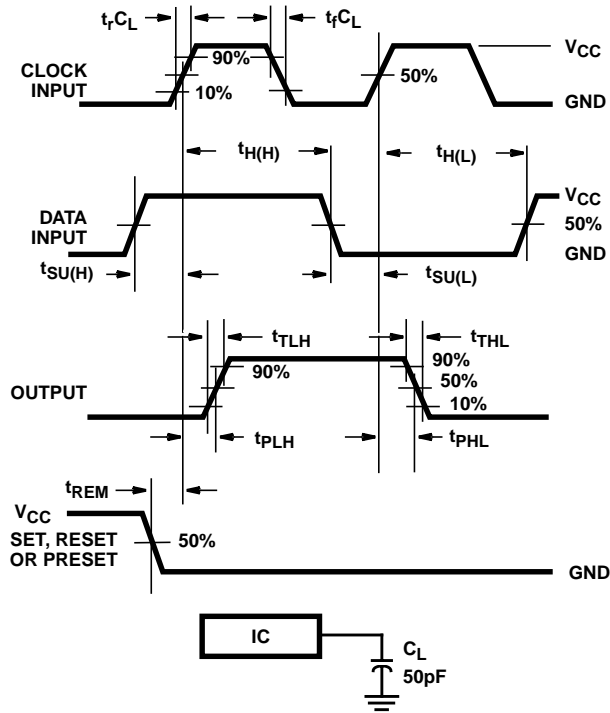 trCL
tfCL
VCC
CLOCK
INPUT
90%
10%
50%
GND
tH(H)
tH(L)
DATA
INPUT
VCC
50%
GND
tSU(H)
tSU(L)
tTLH
tTHL
90%
90%
50%
10%
OUTPUT
tPLH
tPHL
tREM
VCC
SET, RESET
OR PRESET
50%
GND
IC
CL
50pF